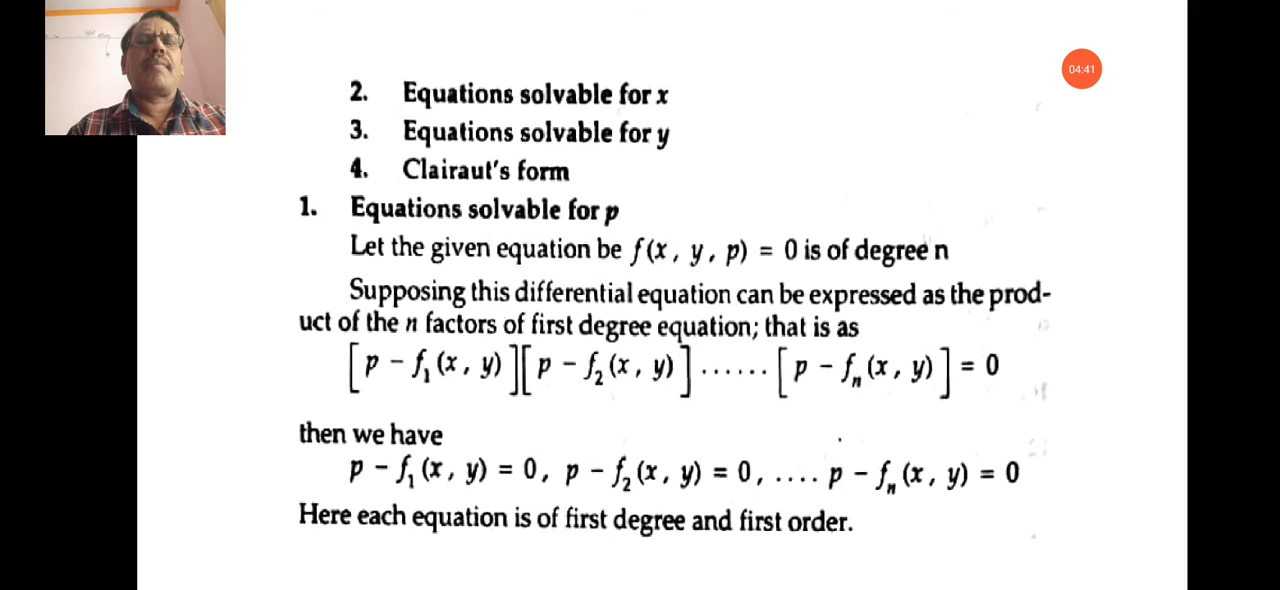 04:41
2. Equations solvable for x
3. Equations solvable for y
4. Clairaut's form
1. Equations solvable for p
Let the given equation be f(x, y, p) = 0 is of degree n
Supposing this differential equation can be expressed as the prod-
uct of the n factors of first degree equation; that is as
[p - f₁(x, y)][p - f₂(x, y)]......[p - fₙ(x, y)] = 0
then we have
p - f₁(x, y) = 0, p - f₂(x, y) = 0, .... p - fₙ(x, y) = 0
Here each equation is of first degree and first order.